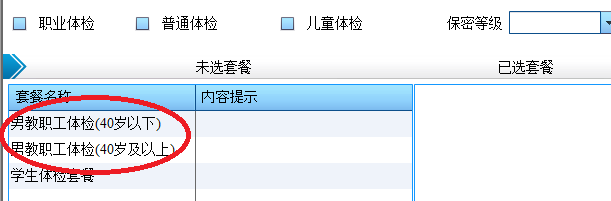 职业体检 普通体检 儿童体检 保密等级
未选套餐 已选套餐
套餐名称 内容提示
男教职工体检(40岁以下)
男教职工体检(40岁及以上)
学生体检套餐